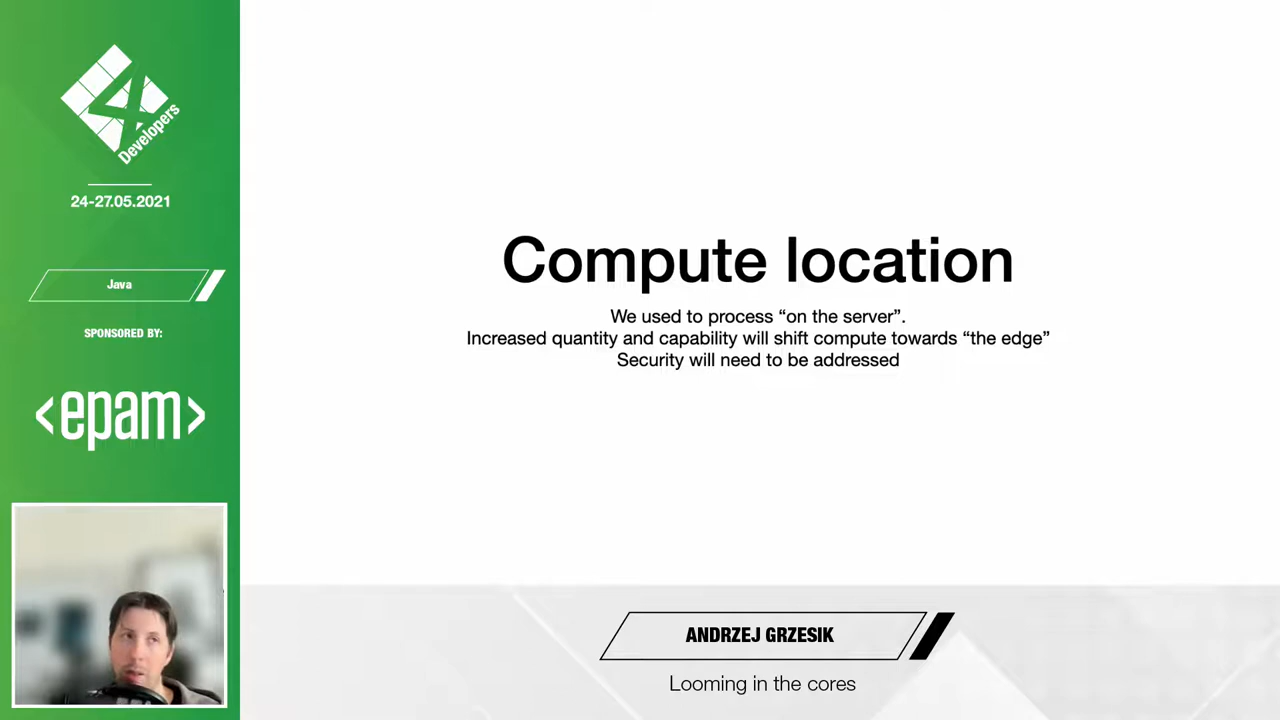 4
Developers
24-27.05.2021
Java
SPONSORED BY:
<epam>
Compute location
We used to process “on the server”.
Increased quantity and capability will shift compute towards “the edge”
Security will need to be addressed
ANDRZEJ GRZESIK
Looming in the cores